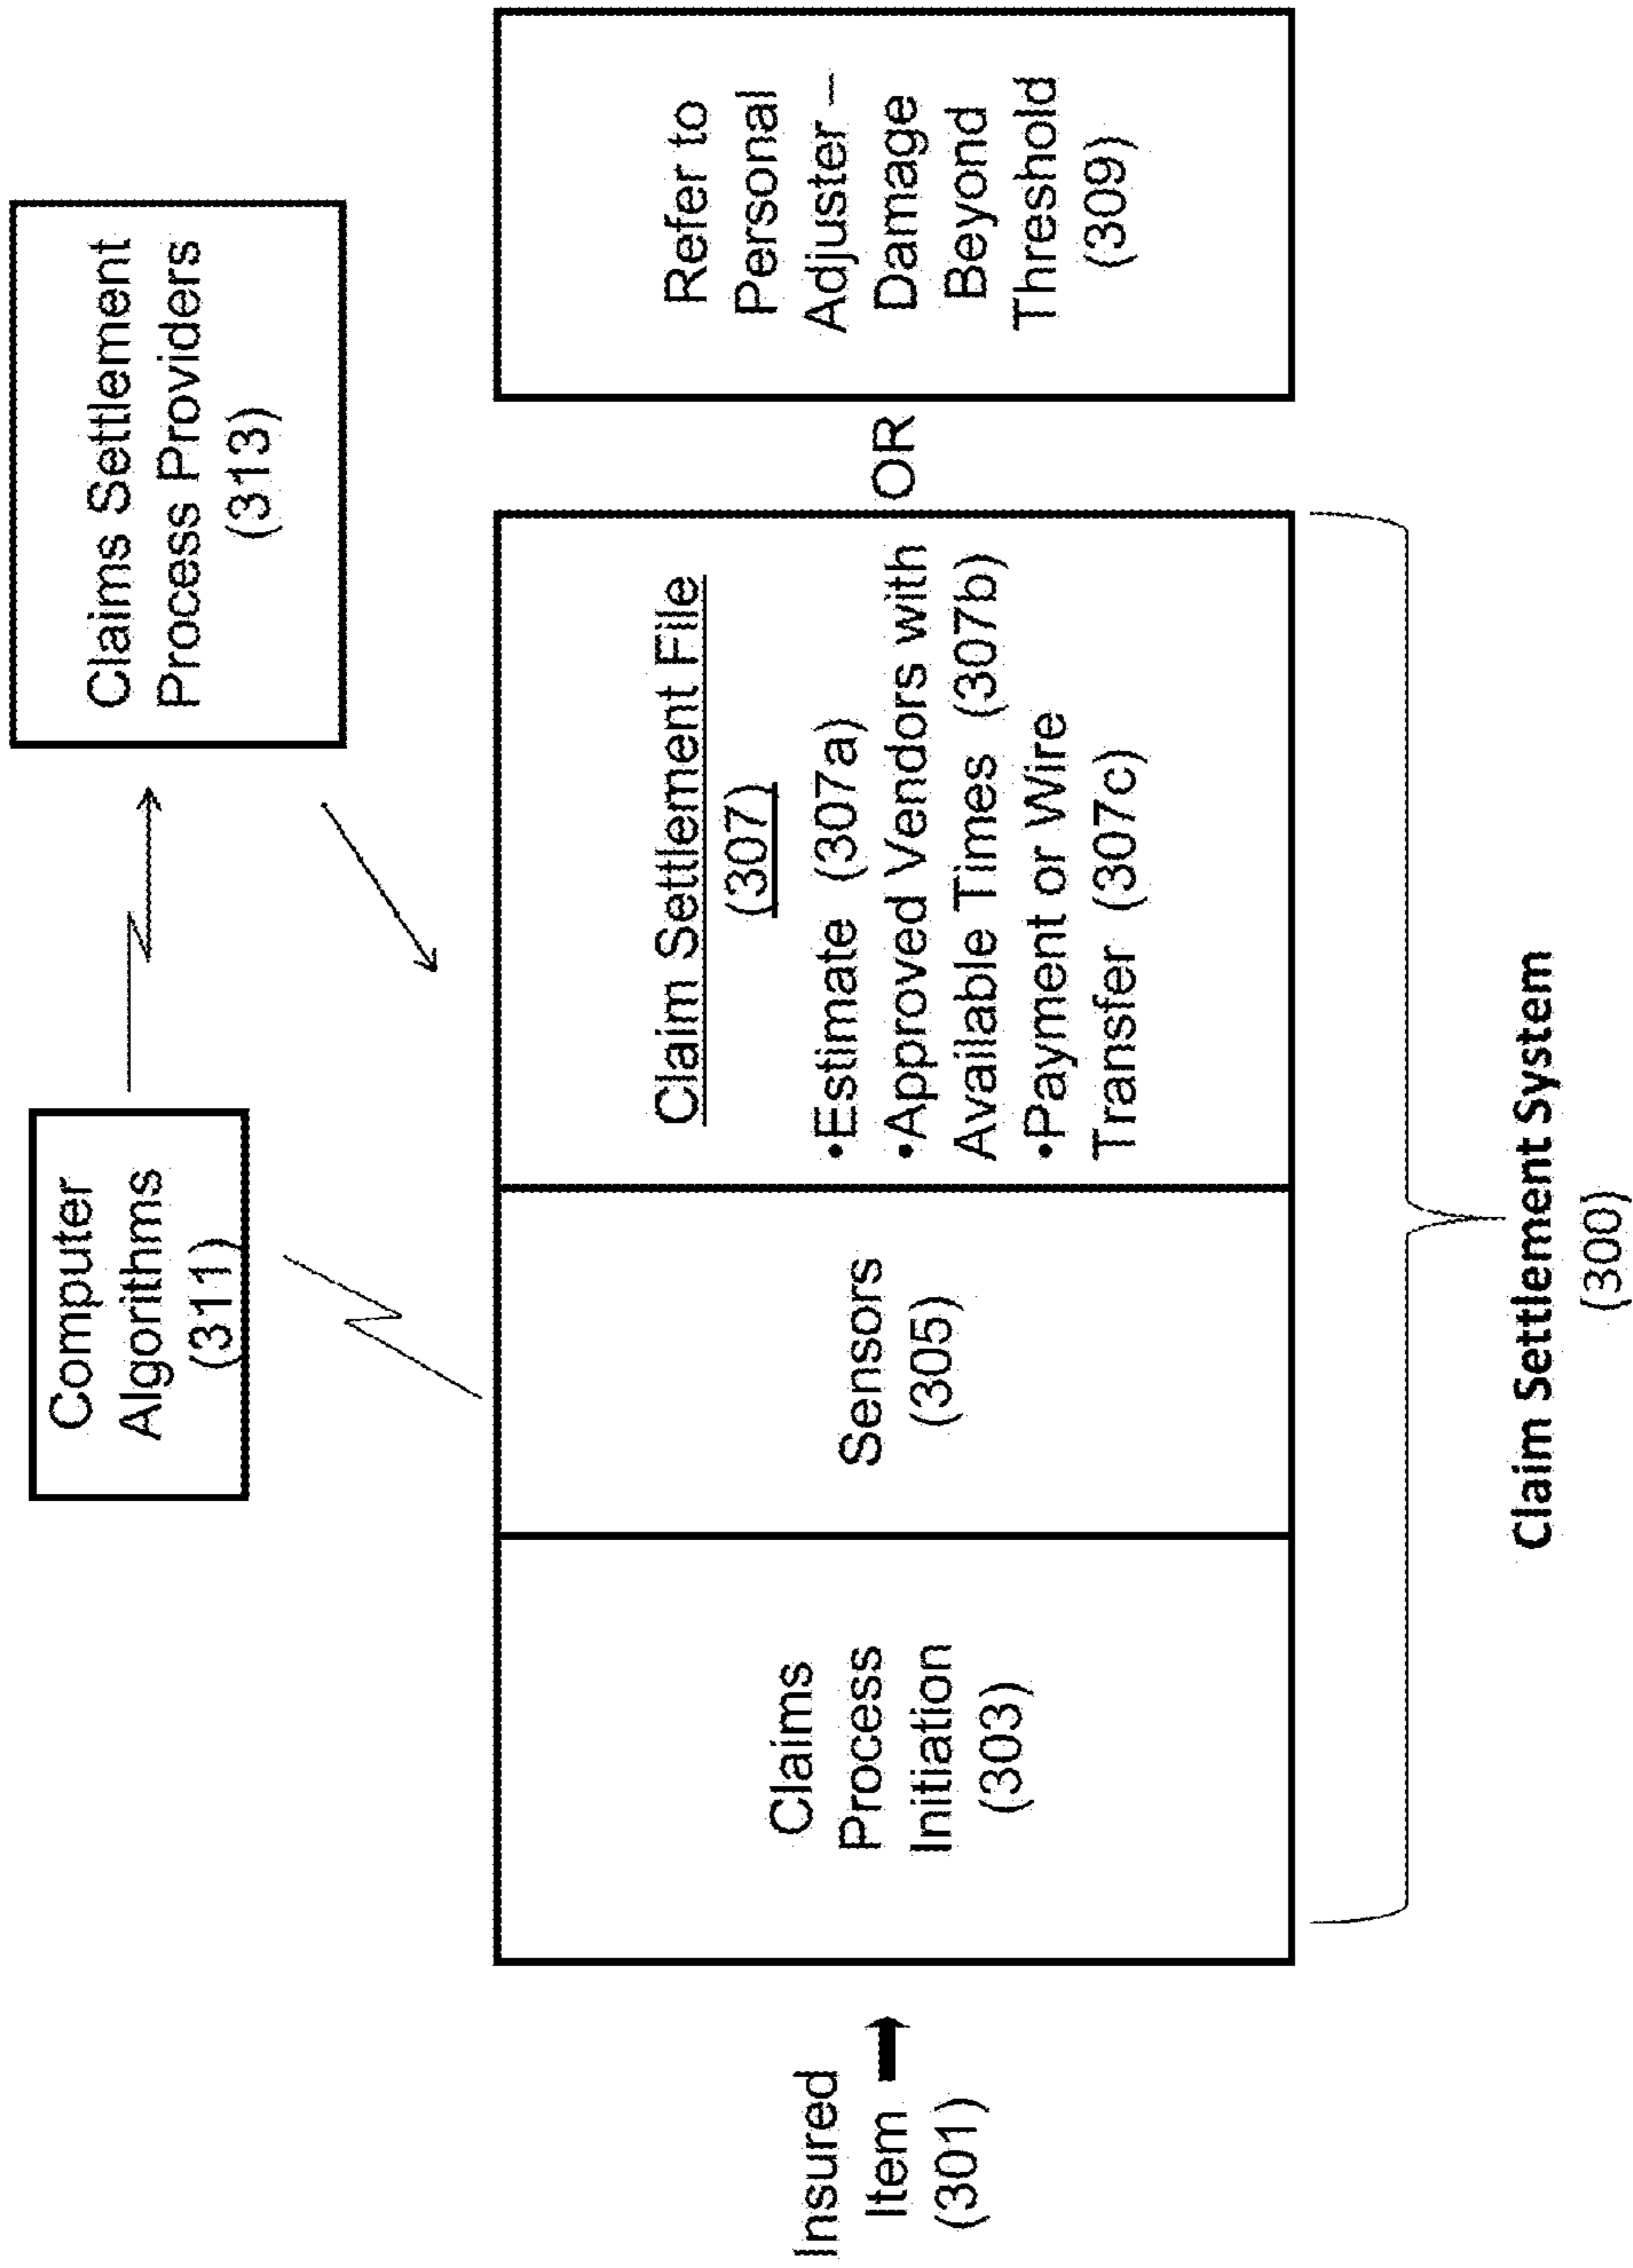 Computer
Algorithms
(311)
Claims Settlement
Process Providers
(313)
Insured
Item
(301)
Claims
Process
Initiation
(303)
Sensors
(305)
Claim Settlement File
(307)
•Estimate (307a)
•Approved Vendors with
Available Times (307b)
•Payment or Wire
Transfer (307c)
OR
Refer to
Personal
Adjuster –
Damage
Beyond
Threshold
(309)
Claim Settlement System
(300)